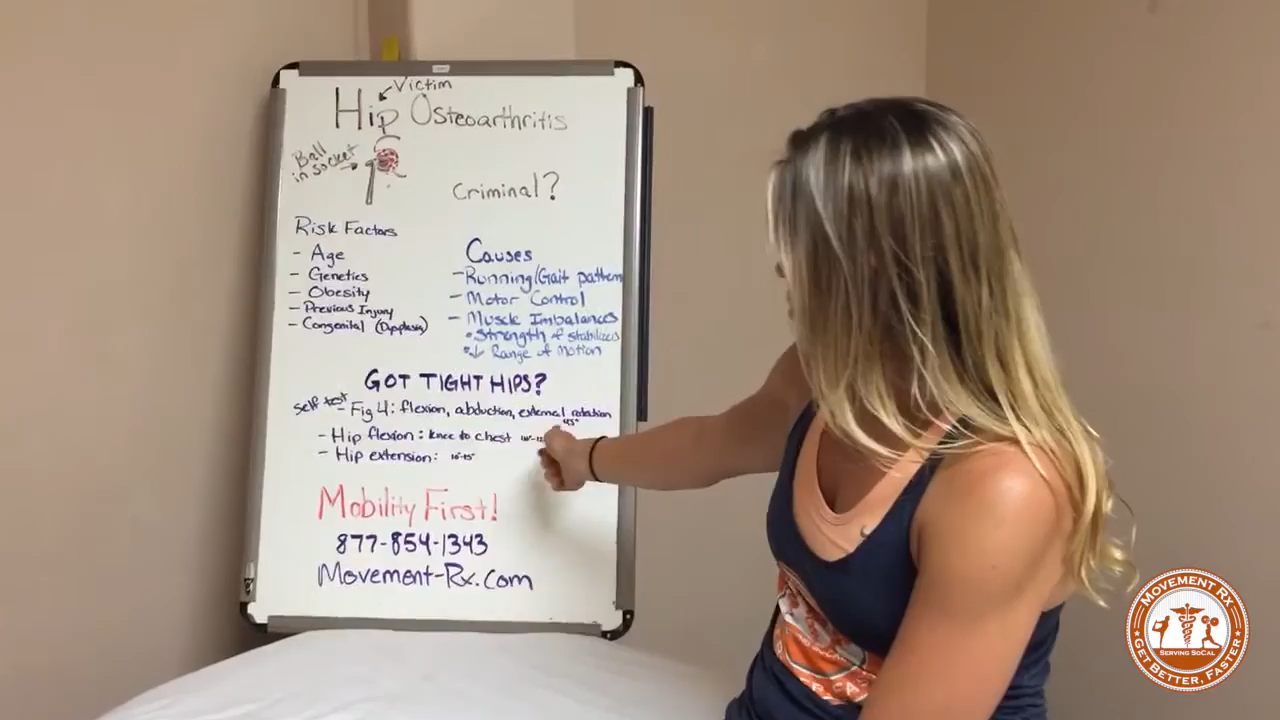 Victim
Hip Osteoarthritis
Ball
in socket
Criminal?
Risk Factors
- Age
- Genetics
- Obesity
- Previous Injury
- Congenital (Dysplasia)
Causes
- Running/Gait pattern
- Motor Control
- Muscle Imbalances
• Strength of stabilizers
• ↓ Range of Motion
GOT TIGHT HIPS?
Self test
- Fig 4: flexion, abduction, external rotation
45°
- Hip flexion: knee to chest
- Hip extension: 10°-15°
Mobility First!
877-854-1343
Movement-Rx.com
MOVEMENT RX
SERVING SOCAL
GET BETTER, FASTER